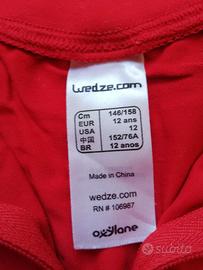 wedze.com
Cm 146/158
EUR 12 ans
USA 12
中国 152/76A
BR 12 anos
Made in China
wedze.com
RN # 106987
oxylane
subito